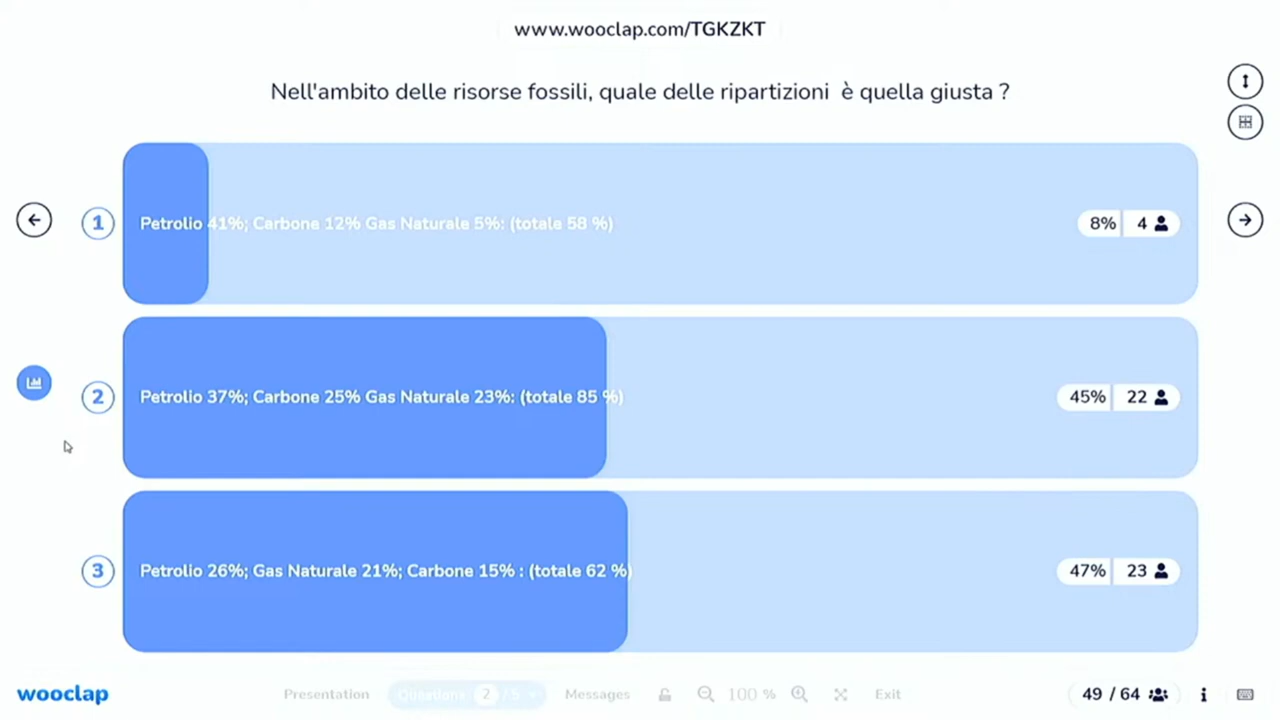 www.wooclap.com/TGKZKT
Nell'ambito delle risorse fossili, quale delle ripartizioni è quella giusta ?
1
Petrolio 41%; Carbone 12% Gas Naturale 5%: (totale 58 %)
8% 4
2
Petrolio 37%; Carbone 25% Gas Naturale 23%: (totale 85 %)
45% 22
3
Petrolio 26%; Gas Naturale 21%; Carbone 15% : (totale 62 %)
47% 23
wooclap Presentation Questions 2 / 5 Messages 100 % Exit 49 / 64